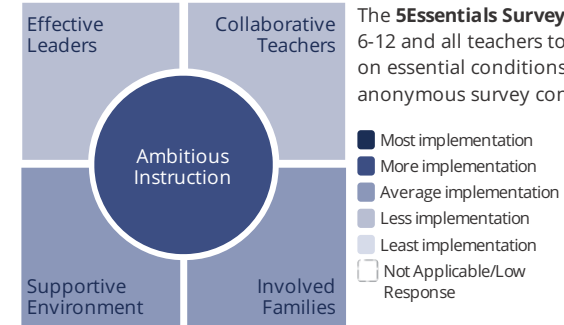 Effective
Leaders
Collaborative
Teachers
Ambitious
Instruction
Supportive
Environment
Involved
Families
The 5Essentials Survey
6-12 and all teachers to
on essential conditions
anonymous survey con
Most implementation
More implementation
Average implementation
Less implementation
Least implementation
Not Applicable/Low
Response